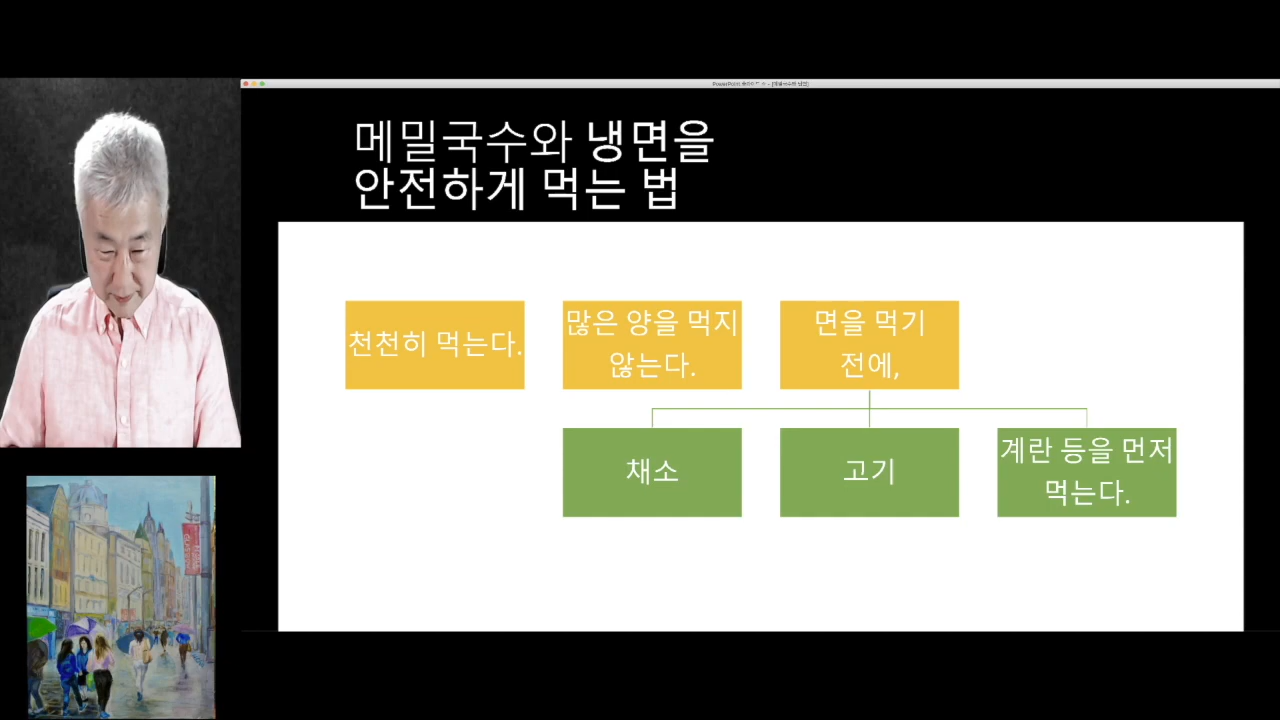 메밀국수와 냉면을
안전하게 먹는 법
천천히 먹는다.
많은 양을 먹지
않는다.
면을 먹기
전에,
채소
고기
계란 등을 먼저
먹는다.